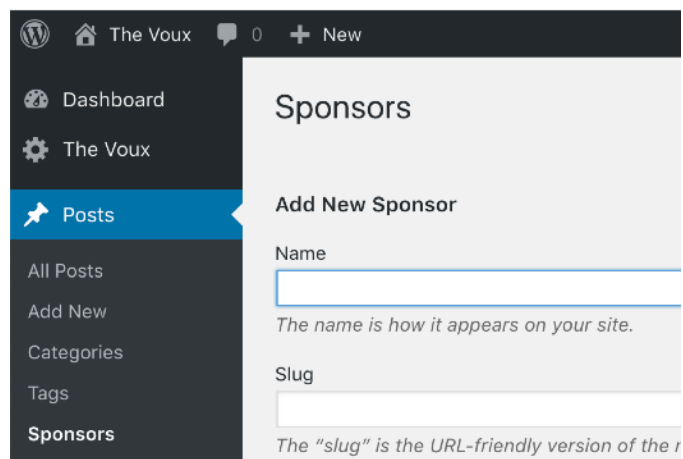 The Voux 0 New
Dashboard
The Voux
Posts
All Posts
Add New
Categories
Tags
Sponsors
Sponsors
Add New Sponsor
Name
The name is how it appears on your site.
Slug
The “slug” is the URL-friendly version of the